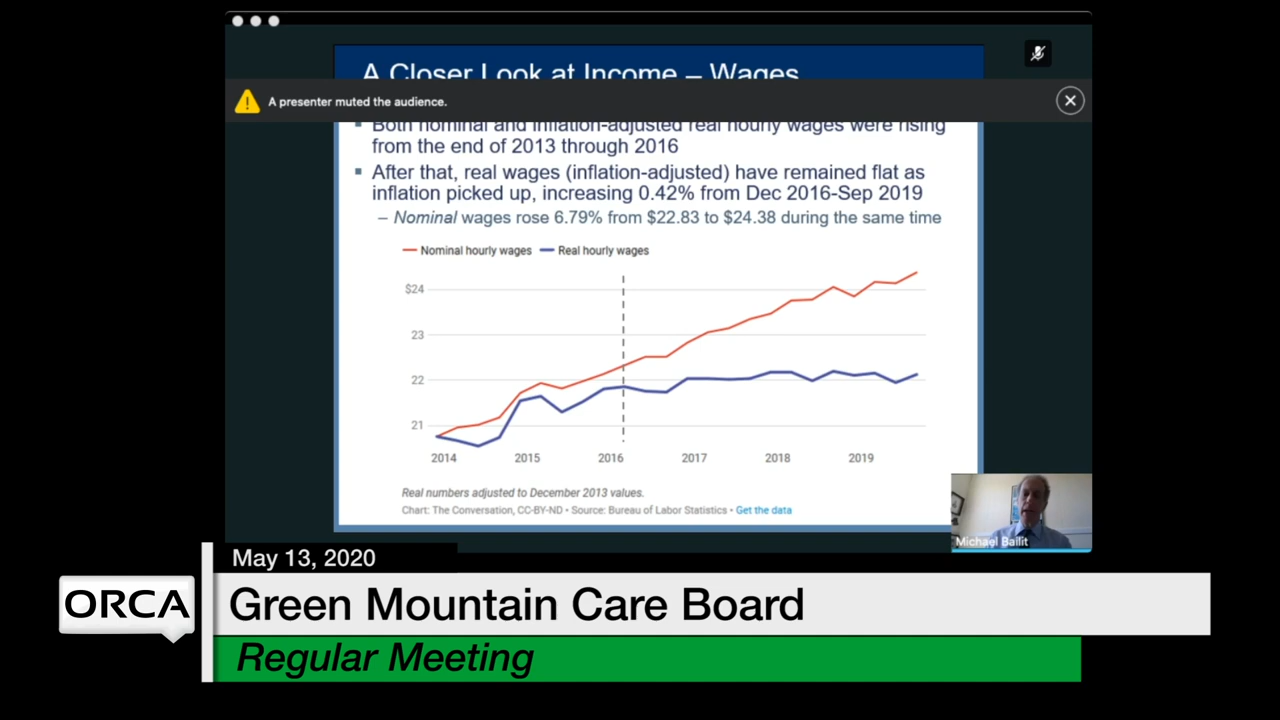 A Closer Look at Income – Wages
A presenter muted the audience.
Both nominal and inflation-adjusted real hourly wages were rising
from the end of 2013 through 2016
After that, real wages (inflation-adjusted) have remained flat as
inflation picked up, increasing 0.42% from Dec 2016-Sep 2019
– Nominal wages rose 6.79% from $22.83 to $24.38 during the same time
Nominal hourly wages Real hourly wages
$24
23
22
21
2014 2015 2016 2017 2018 2019
Real numbers adjusted to December 2013 values.
Chart: The Conversation, CC-BY-ND • Source: Bureau of Labor Statistics • Get the data
Michael Bailit
May 13, 2020
ORCA
Green Mountain Care Board
Regular Meeting